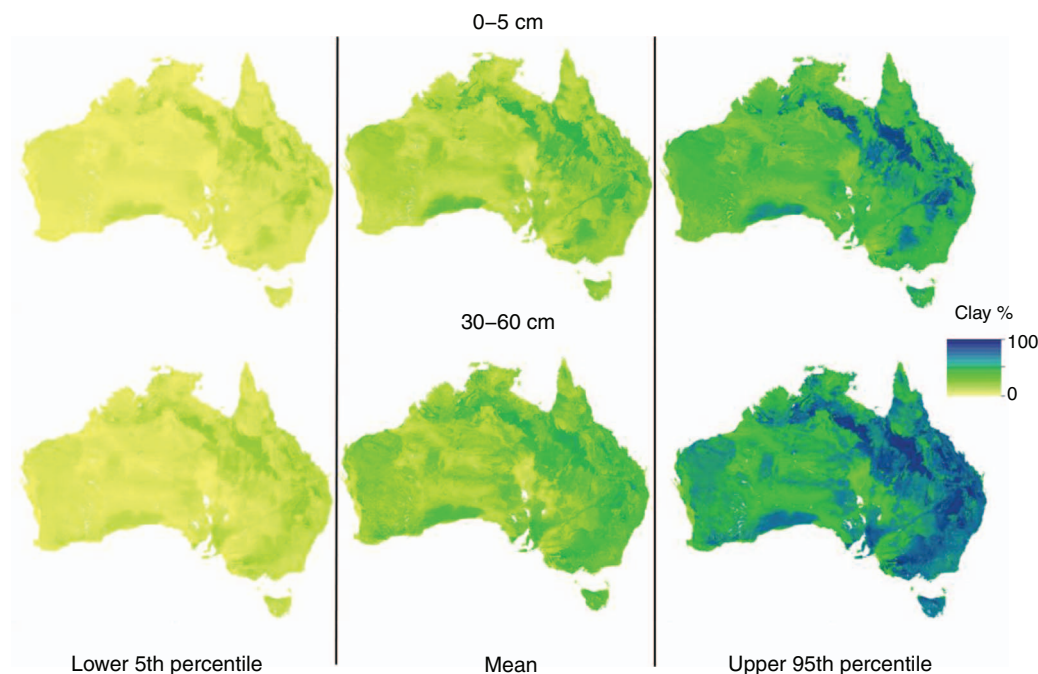 0–5 cm
30–60 cm
Clay %
100
0
Lower 5th percentile
Mean
Upper 95th percentile